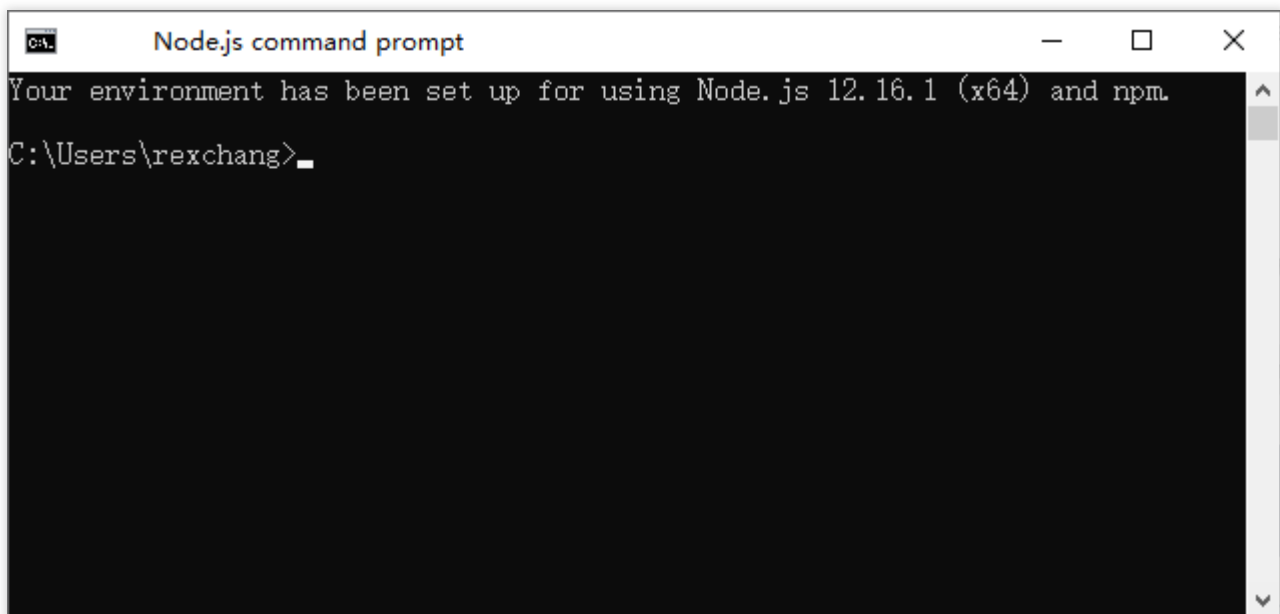 C:\.
Node.js command prompt
Your environment has been set up for using Node.js 12.16.1 (x64) and npm.
C:\Users\rexchang>